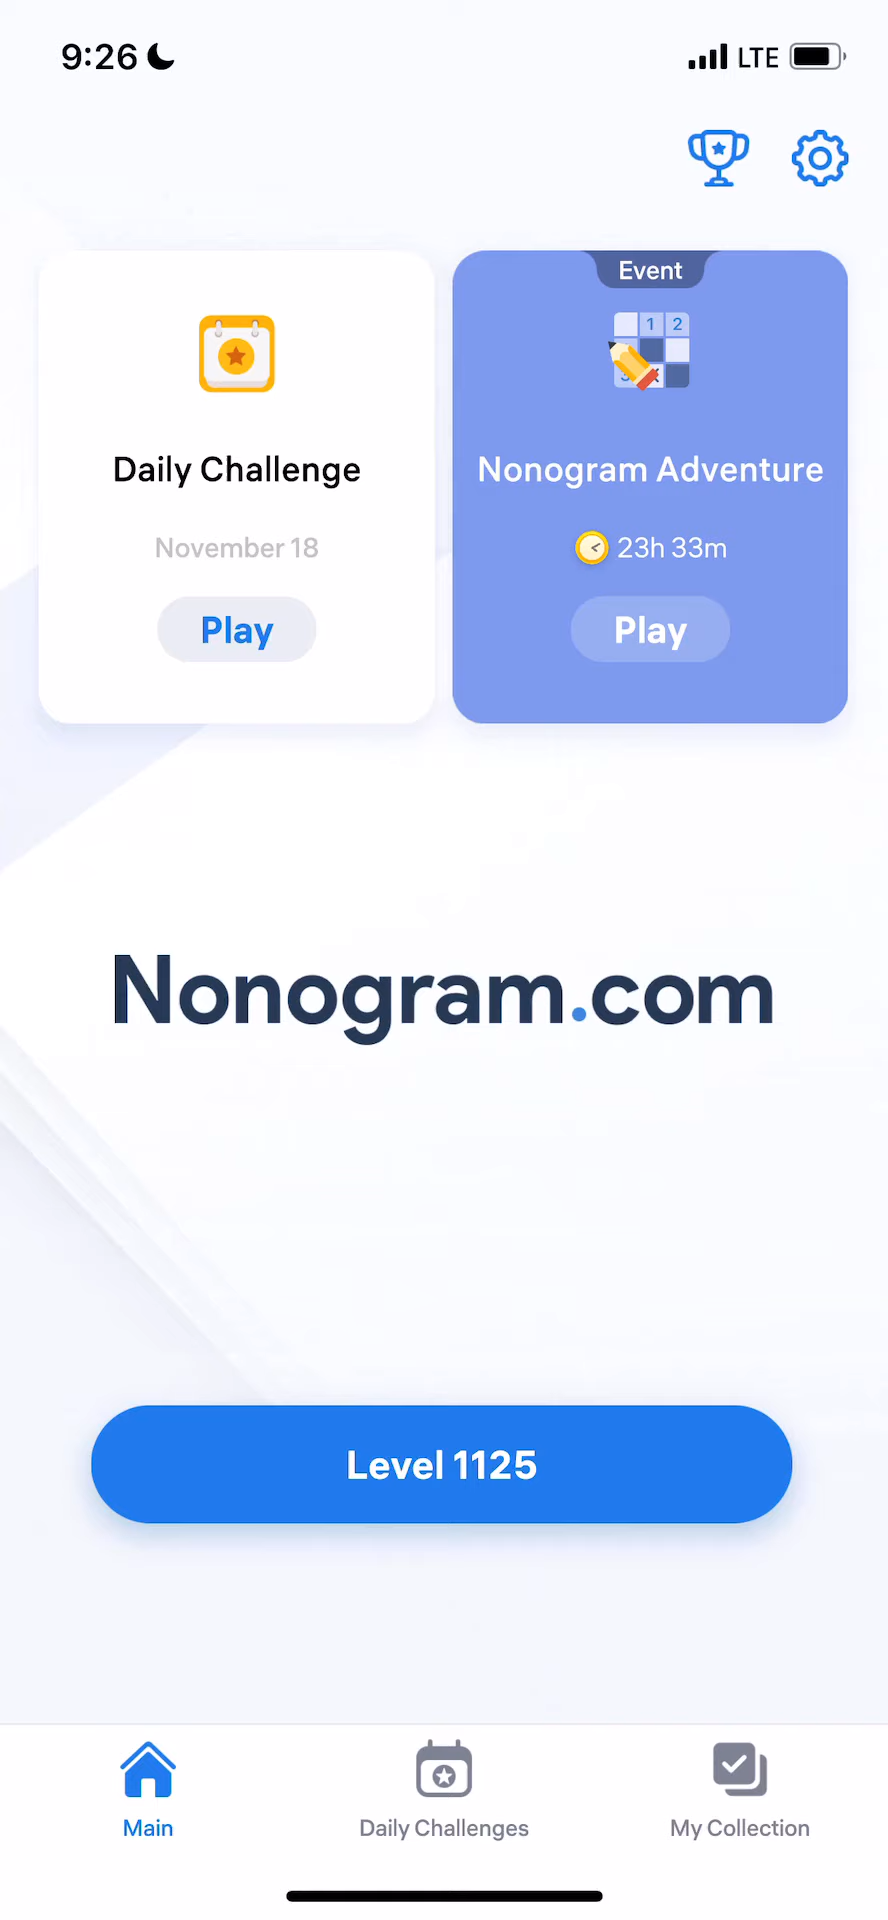 9:26
LTE
Event
1 2
Daily Challenge
Nonogram Adventure
November 18
23h 33m
Play
Play
Nonogram.com
Level 1125
Main
Daily Challenges
My Collection